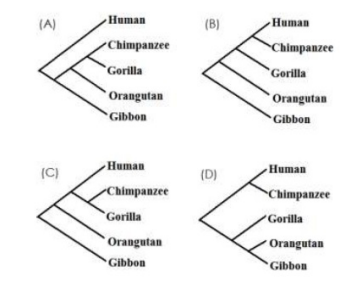 (A)
Human
Chimpanzee
Gorilla
Orangutan
Gibbon
(B)
Human
Chimpanzee
Gorilla
Orangutan
Gibbon
(C)
Human
Chimpanzee
Gorilla
Orangutan
Gibbon
(D)
Human
Chimpanzee
Gorilla
Orangutan
Gibbon